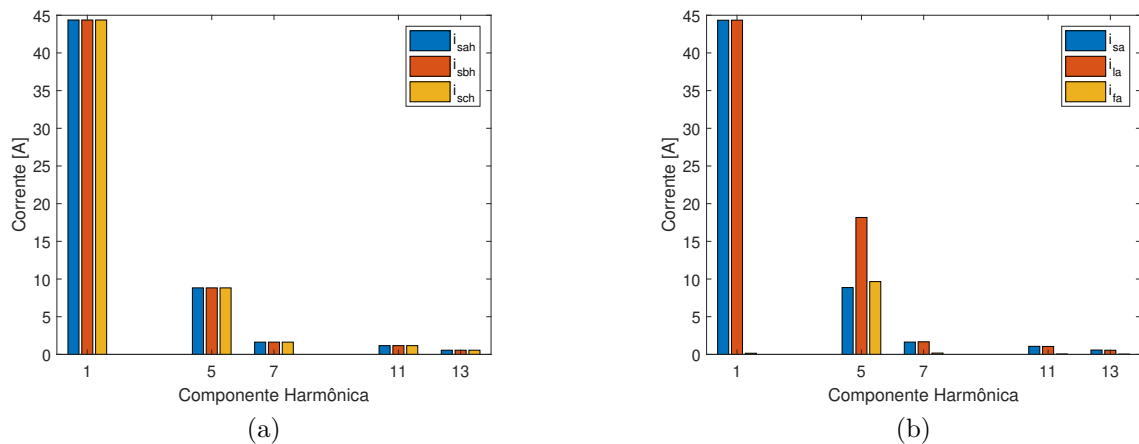 45
40
35
30
25
20
15
10
5
0
Corrente [A]
1
5
7
11
13
Componente Harmônica
i_sah
i_sbh
i_sch
(a)
45
40
35
30
25
20
15
10
5
0
Corrente [A]
1
5
7
11
13
Componente Harmônica
i_sa
i_la
i_fa
(b)